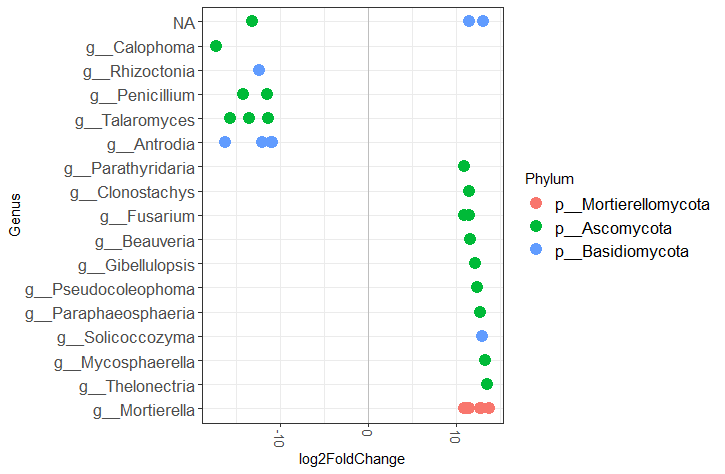 NA
g__Calophoma
g__Rhizoctonia
g__Penicillium
g__Talaromyces
g__Antrodia
g__Parathyridaria
g__Clonostachys
g__Fusarium
g__Beauveria
g__Gibellulopsis
g__Pseudocoleophoma
g__Paraphaeosphaeria
g__Solicoccozyma
g__Mycosphaerella
g__Thelonectria
g__Mortierella
Genus
-10
0
10
log2FoldChange
Phylum
p__Mortierellomycota
p__Ascomycota
p__Basidiomycota